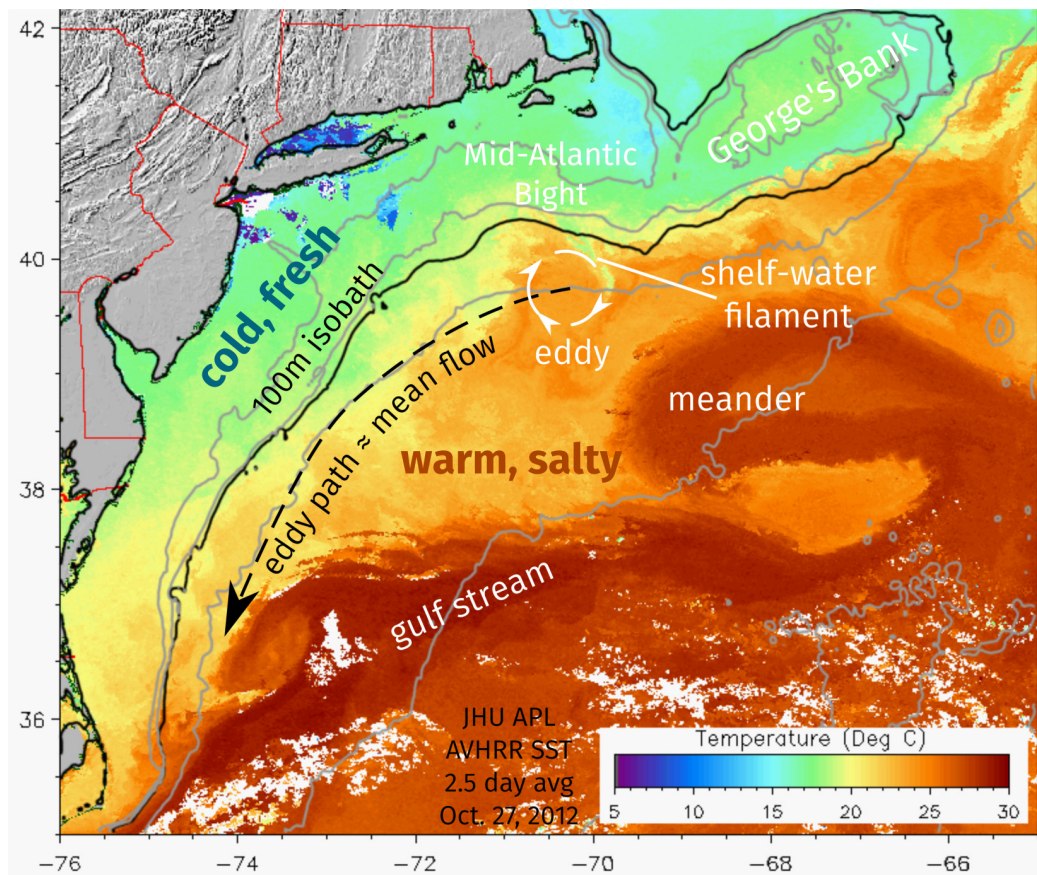 42
40
38
36
George's Bank
Mid-Atlantic
Bight
cold, fresh
100m isobath
shelf-water
filament
eddy
meander
eddy path ≈ mean flow
warm, salty
gulf stream
JHU APL
AVHRR SST
2.5 day avg
Oct. 27, 2012
Temperature (Deg C)
5 10 15 20 25 30
−76 −74 −72 −70 −68 −66